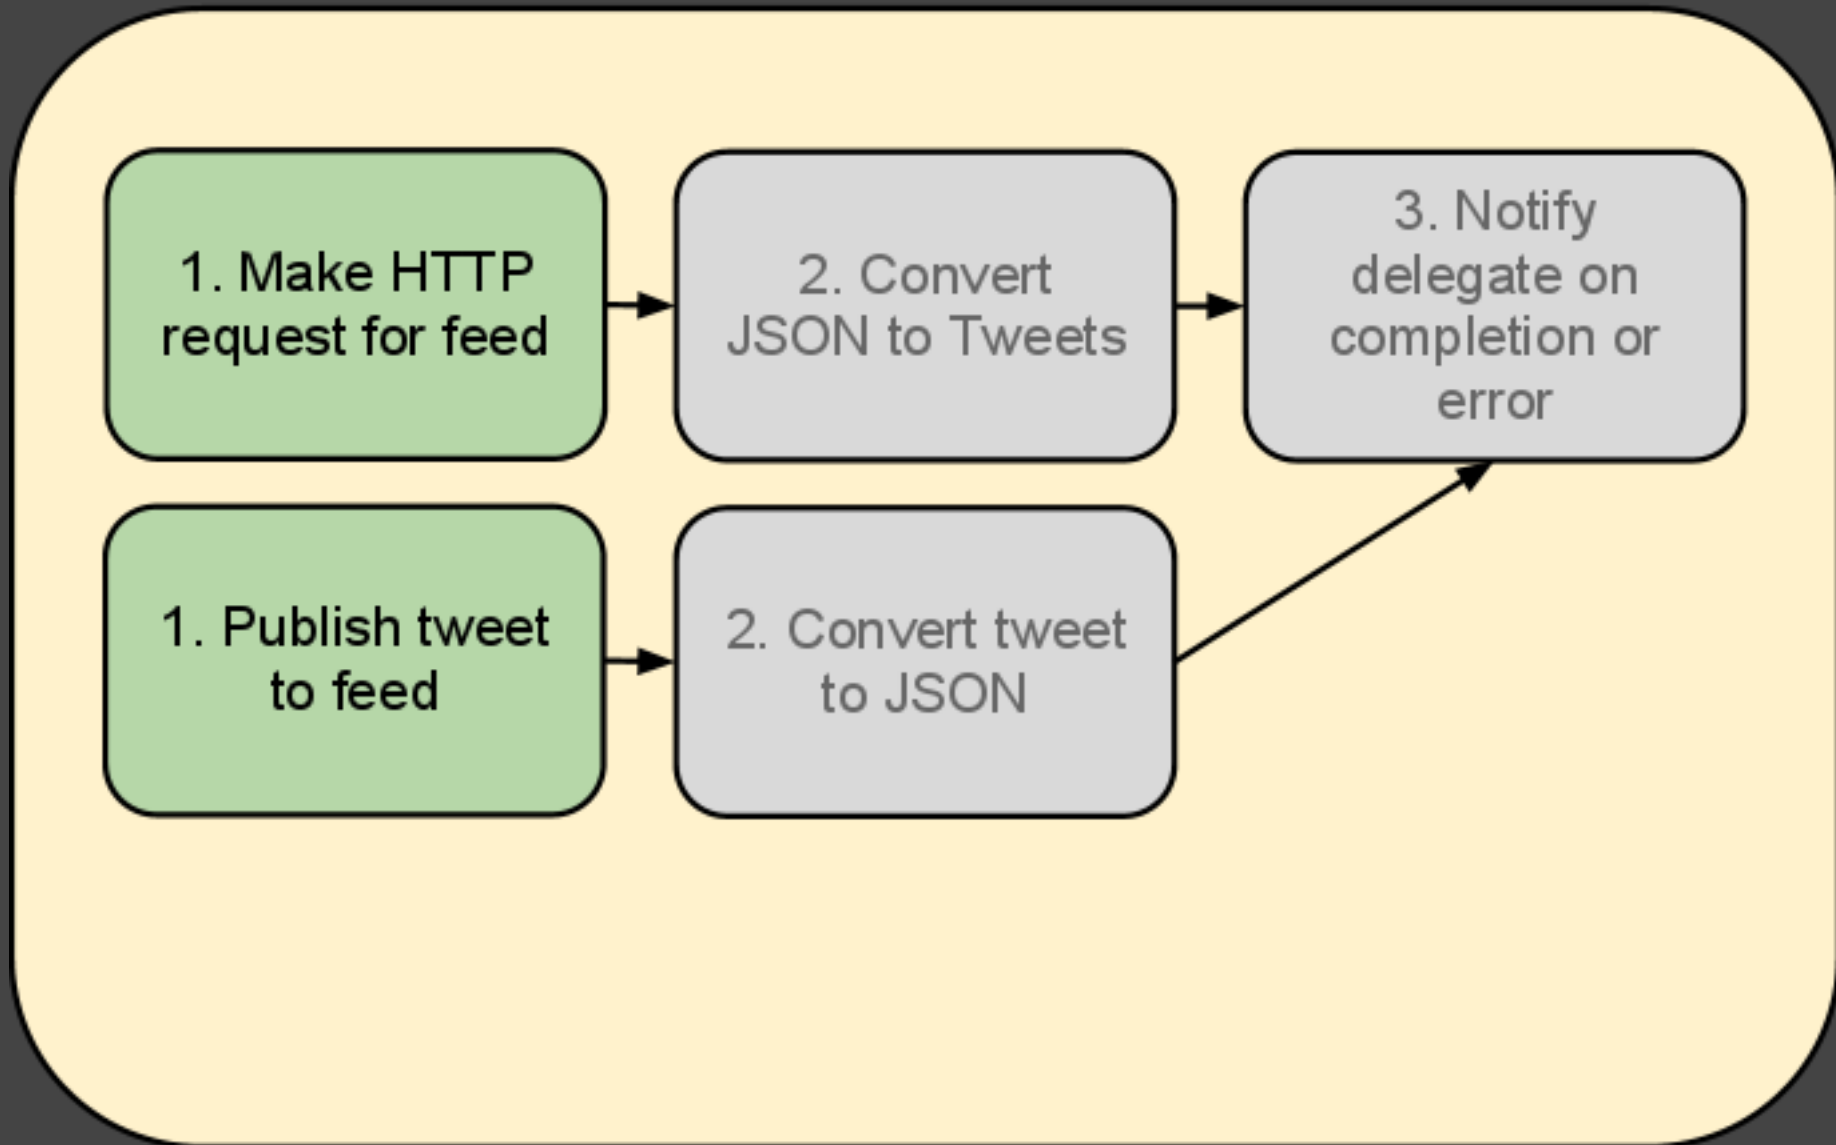 1. Make HTTP
request for feed
2. Convert
JSON to Tweets
3. Notify
delegate on
completion or
error
1. Publish tweet
to feed
2. Convert tweet
to JSON